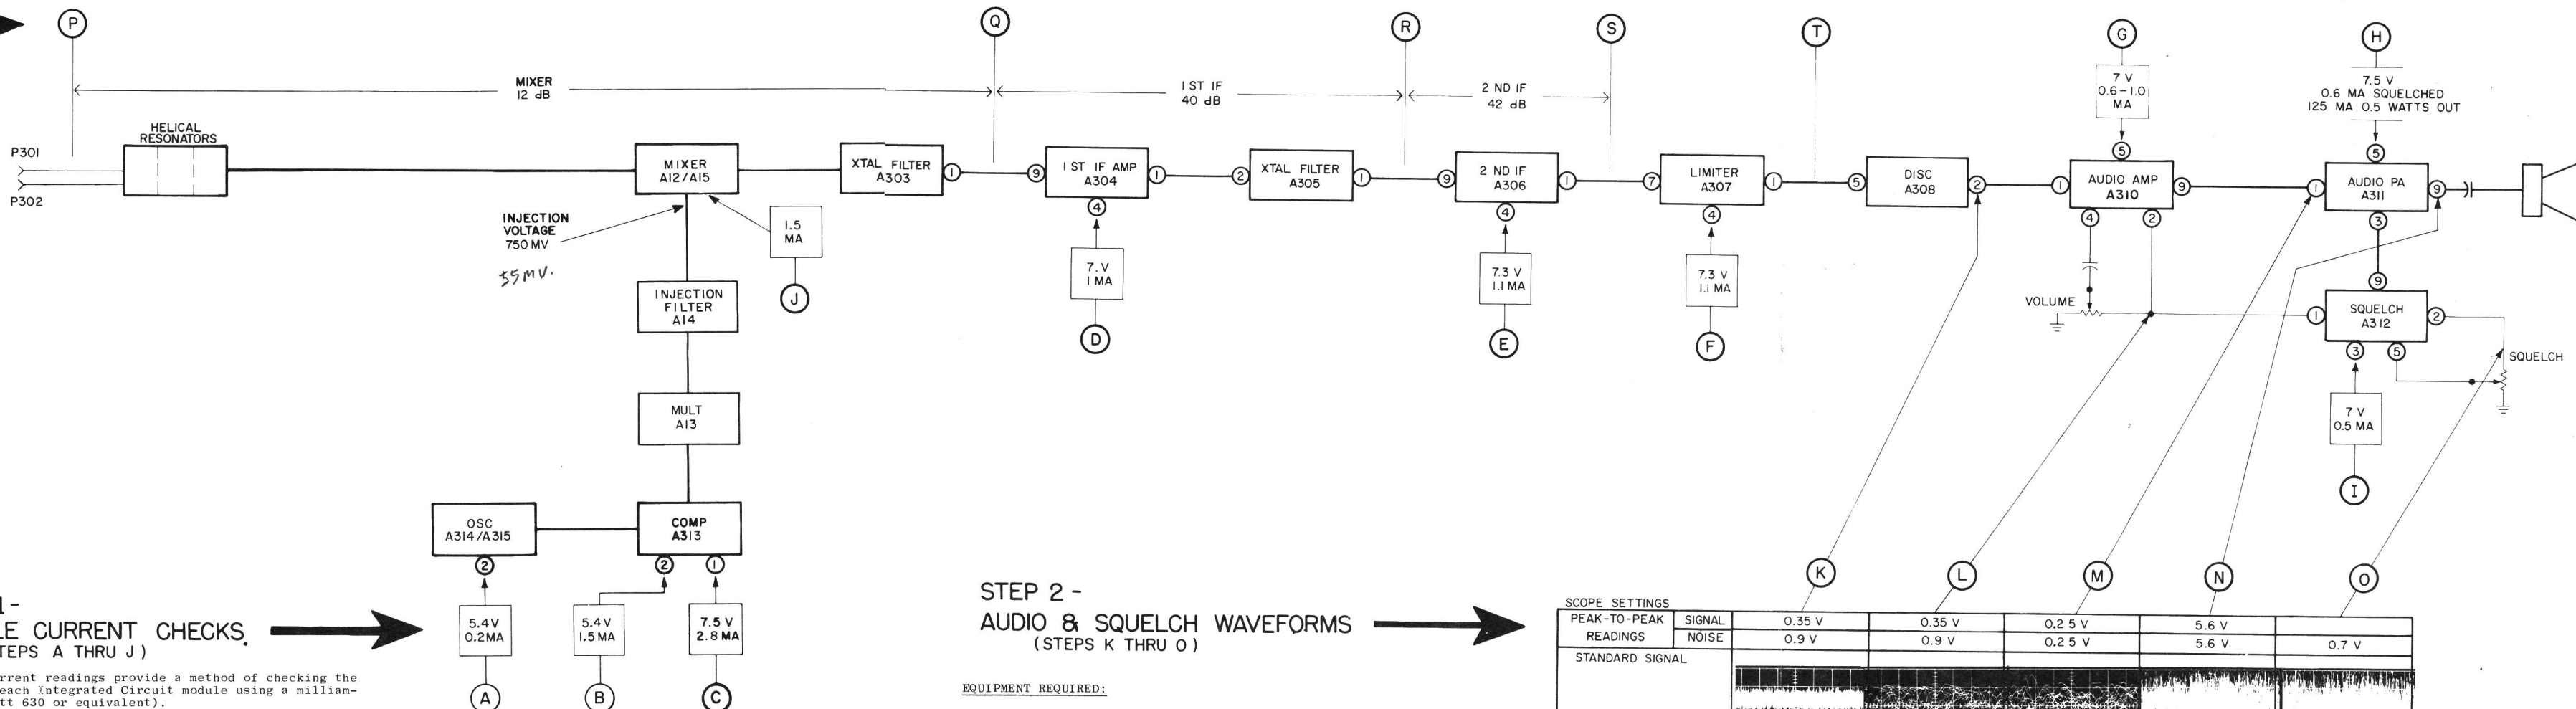 P
Q
R
S
T
G
H
MIXER
12 dB
1 ST IF
40 dB
2 ND IF
42 dB
7 V
0.6-1.0
MA
7.5 V
0.6 MA SQUELCHED
125 MA 0.5 WATTS OUT
P301
P302
HELICAL
RESONATORS
MIXER
A12/A15
XTAL FILTER
A303
1
9
1 ST IF AMP
A304
1
4
2
XTAL FILTER
A305
1
9
2 ND IF
A306
1
4
7
LIMITER
A307
1
4
5
DISC
A308
2
1
5
AUDIO AMP
A310
9
4
2
1
5
AUDIO PA
A311
9
3
INJECTION
VOLTAGE
750 MV
55MV.
1.5
MA
J
7. V
1 MA
D
7.3 V
1.1 MA
E
7.3 V
1.1 MA
F
VOLUME
9
1
SQUELCH
A312
2
3
5
SQUELCH
7 V
0.5 MA
I
INJECTION
FILTER
A14
MULT
A13
OSC
A314/A315
2
COMP
A313
2
1
5.4V
0.2MA
A
5.4 V
1.5 MA
B
7.5 V
2.8 MA
C
1-
LE CURRENT CHECKS.
TEPS A THRU J)
rrent readings provide a method of checking the
each Integrated Circuit module using a milliam-
tt 630 or equivalent).
STEP 2 -
AUDIO & SQUELCH WAVEFORMS
(STEPS K THRU O)
EQUIPMENT REQUIRED:
K
L
M
N
O
SCOPE SETTINGS
PEAK-TO-PEAK READINGS
SIGNAL 0.35 V 0.35 V 0.25 V 5.6 V
NOISE 0.9 V 0.9 V 0.25 V 5.6 V 0.7 V
STANDARD SIGNAL